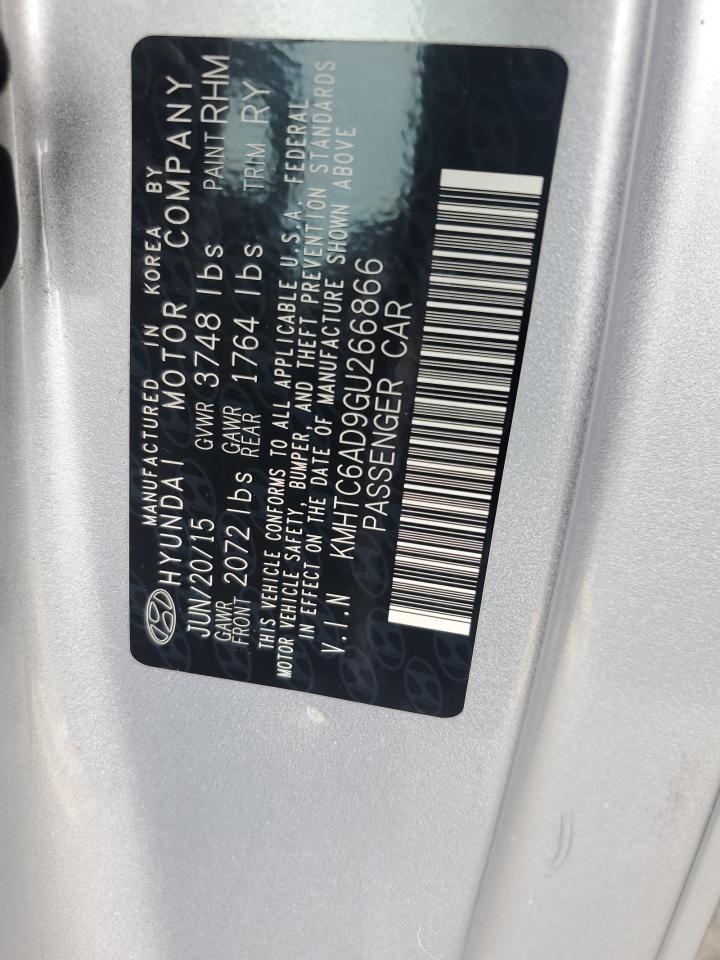 MANUFACTURED IN KOREA BY
HYUNDAI MOTOR COMPANY
JUN/20/15 GVWR 3748 lbs PAINT RHM
GAWR FRONT 2072 lbs GAWR REAR 1764 lbs TRIM RY
THIS VEHICLE CONFORMS TO ALL APPLICABLE U.S.A. FEDERAL
MOTOR VEHICLE SAFETY, BUMPER, AND THEFT PREVENTION STANDARDS
IN EFFECT ON THE DATE OF MANUFACTURE SHOWN ABOVE
V.I.N KMHTC6AD9GU266866
PASSENGER CAR